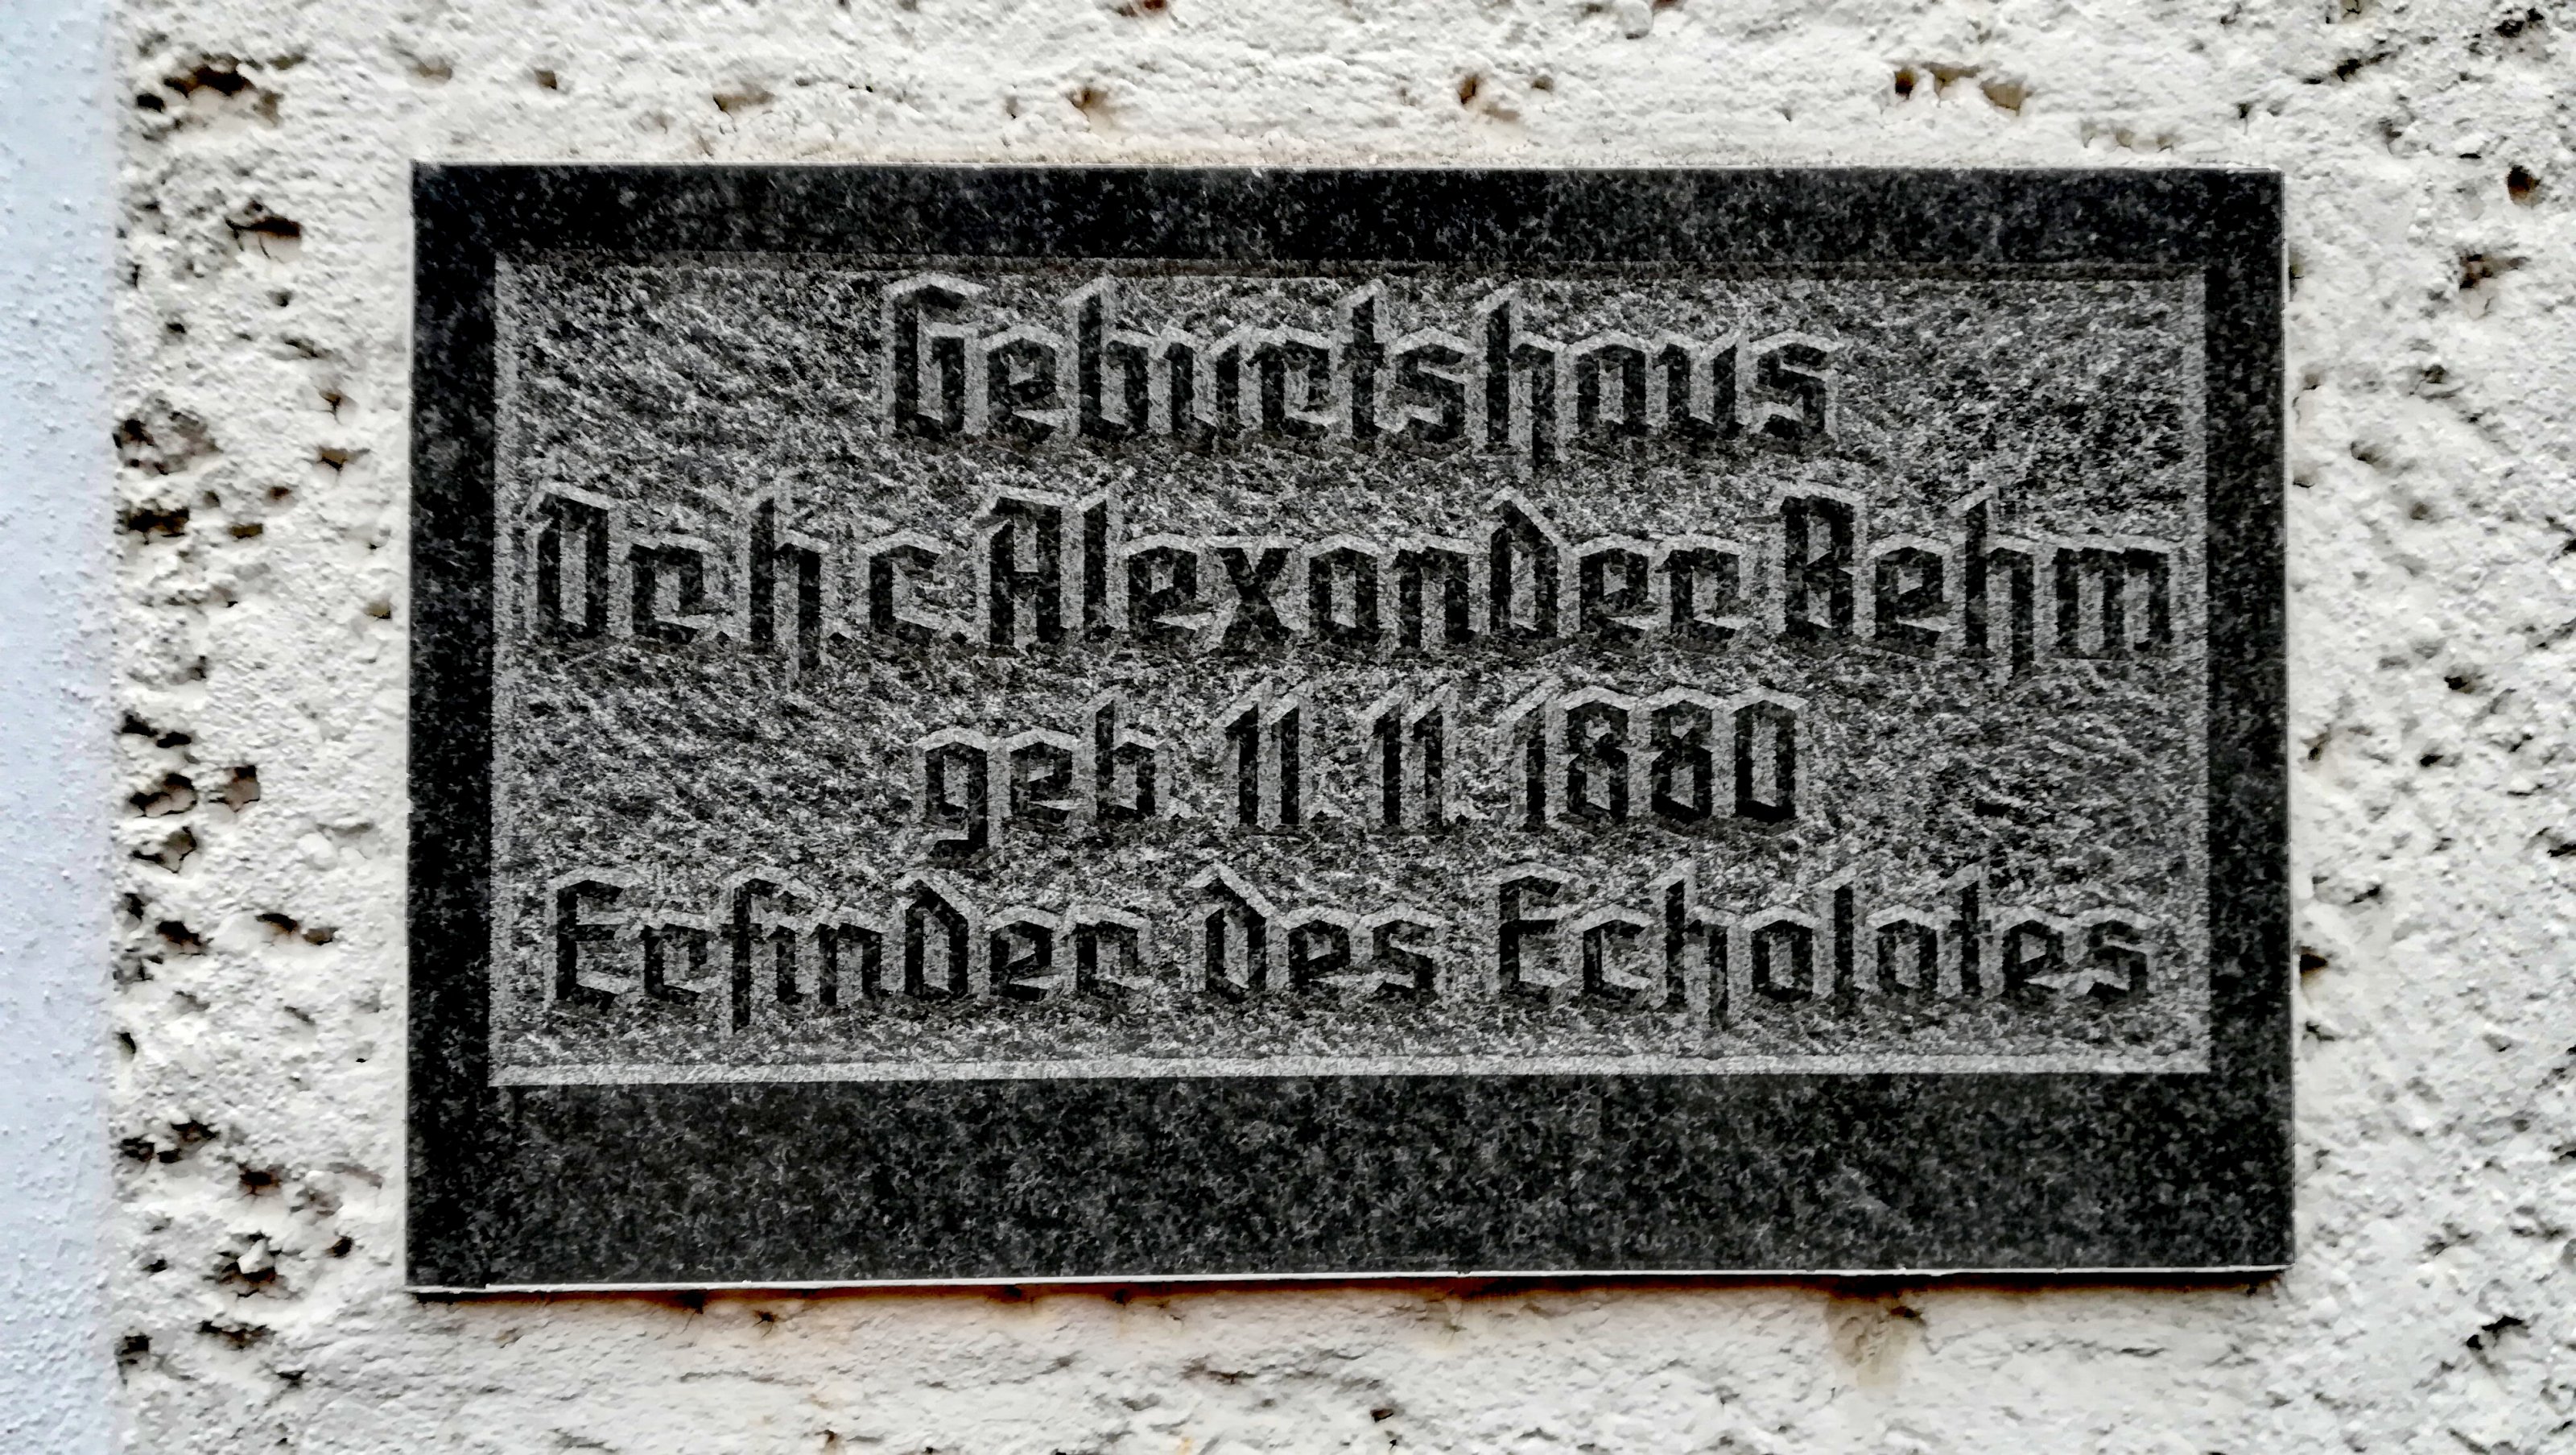 Geburtshaus
Dr.h.c.Alexander Behm
geb. 11. 11. 1880
Erfinder des Echolotes